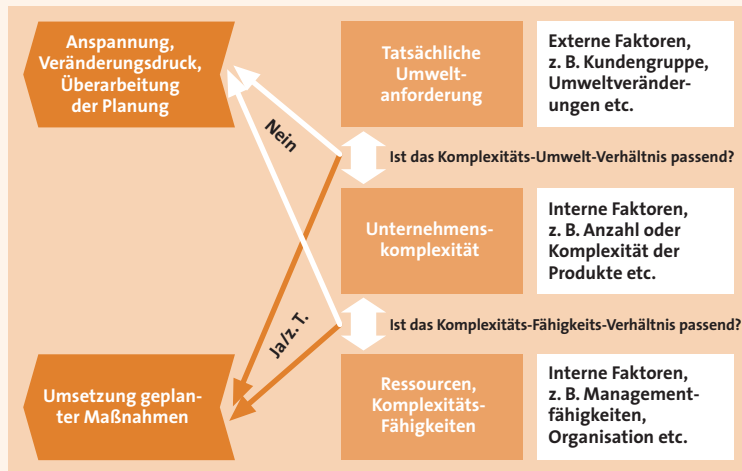 Anspannung,
Veränderungsdruck,
Überarbeitung
der Planung
Tatsächliche
Umwelt-
anforderung
Externe Faktoren,
z. B. Kundengruppe,
Umweltveränder-
ungen etc.
Nein
Ist das Komplexitäts-Umwelt-Verhältnis passend?
Unternehmens-
komplexität
Interne Faktoren,
z. B. Anzahl oder
Komplexität der
Produkte etc.
Ja/z. T.
Ist das Komplexitäts-Fähigkeits-Verhältnis passend?
Umsetzung geplan-
ter Maßnahmen
Ressourcen,
Komplexitäts-
Fähigkeiten
Interne Faktoren,
z. B. Management-
fähigkeiten,
Organisation etc.